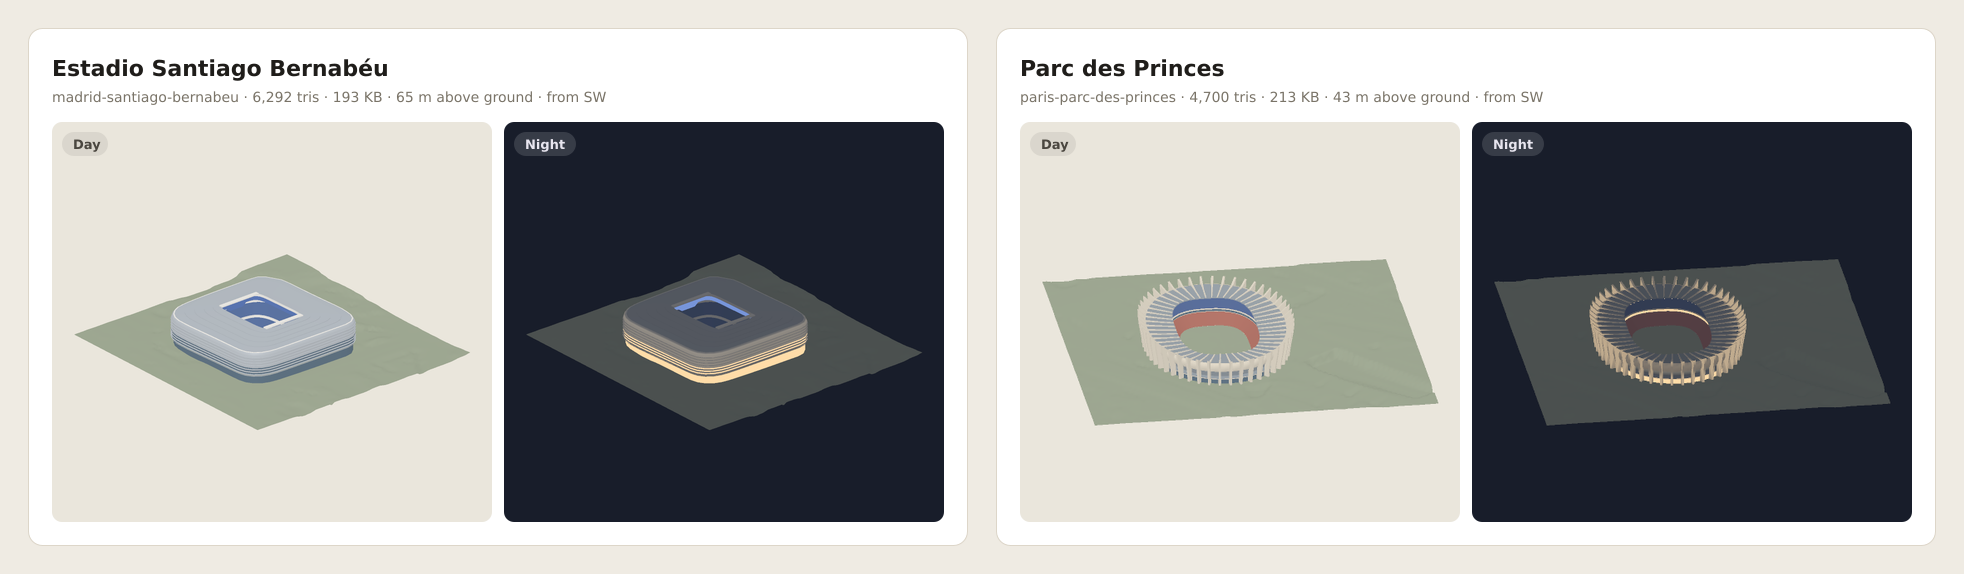 Estadio Santiago Bernabéu
madrid-santiago-bernabeu · 6,292 tris · 193 KB · 65 m above ground · from SW
Day
Night
Parc des Princes
paris-parc-des-princes · 4,700 tris · 213 KB · 43 m above ground · from SW
Day
Night